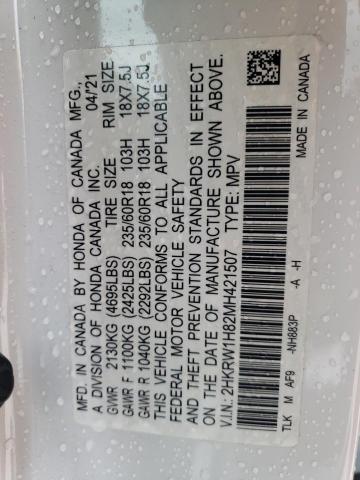 MFD. IN CANADA BY HONDA OF CANADA MFG.,
A DIVISION OF HONDA CANADA INC. 04/21
GVWR 2130KG (4695LBS) TIRE SIZE RIM SIZE
GAWR F 1100KG (2425LBS) 235/60R18 103H 18X7.5J
GAWR R 1040KG (2292LBS) 235/60R18 103H 18X7.5J
THIS VEHICLE CONFORMS TO ALL APPLICABLE
FEDERAL MOTOR VEHICLE SAFETY
AND THEFT PREVENTION STANDARDS IN EFFECT
ON THE DATE OF MANUFACTURE SHOWN ABOVE.
V.I.N.: 2HKRW1H82MH421507 TYPE: MPV
TLK M AF9 -NH883P -A -H MADE IN CANADA